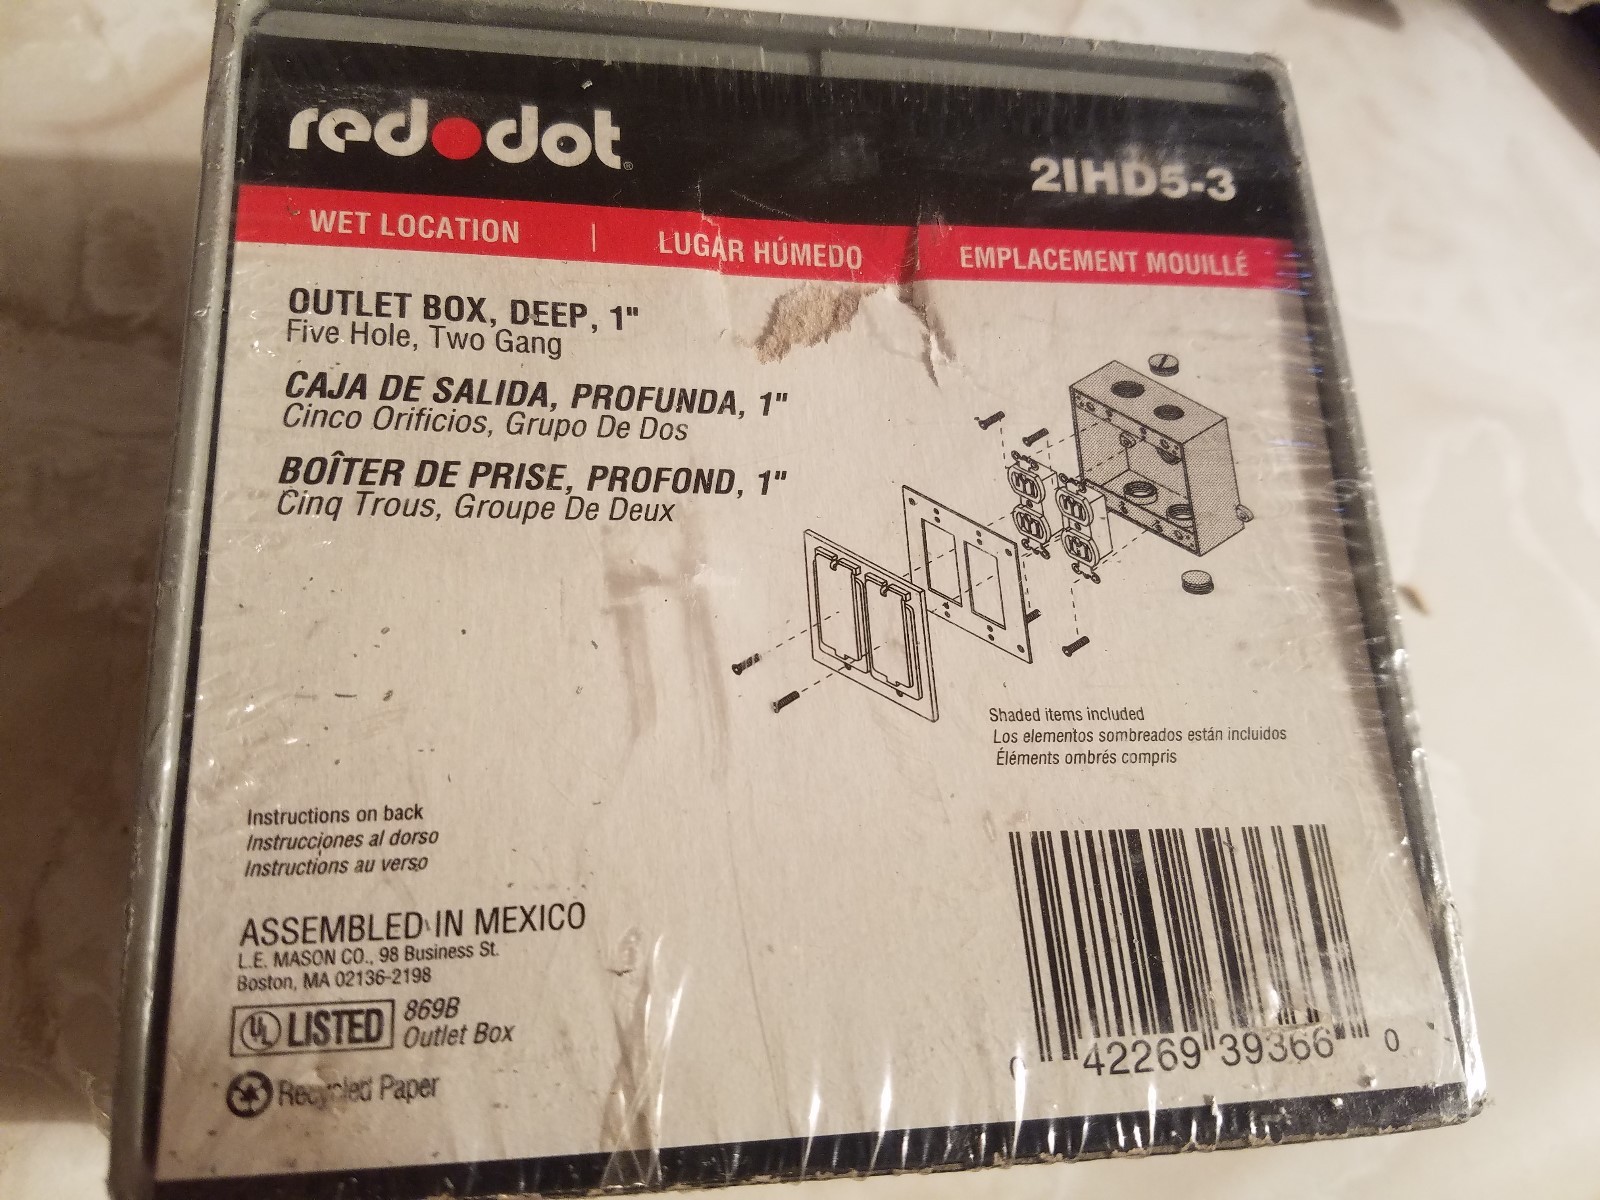 red dot®
2IHD5-3
WET LOCATION | LUGAR HÚMEDO | EMPLACEMENT MOUILLÉ
OUTLET BOX, DEEP, 1"
Five Hole, Two Gang
CAJA DE SALIDA, PROFUNDA, 1"
Cinco Orificios, Grupo De Dos
BOÎTER DE PRISE, PROFOND, 1"
Cinq Trous, Groupe De Deux
Shaded items included
Los elementos sombreados están incluidos
Éléments ombrés compris
Instructions on back
Instrucciones al dorso
Instructions au verso
ASSEMBLED IN MEXICO
L.E. MASON CO., 98 Business St.
Boston, MA 02136-2198
UL LISTED
869B
Outlet Box
Recycled Paper
0 42269 39366 0